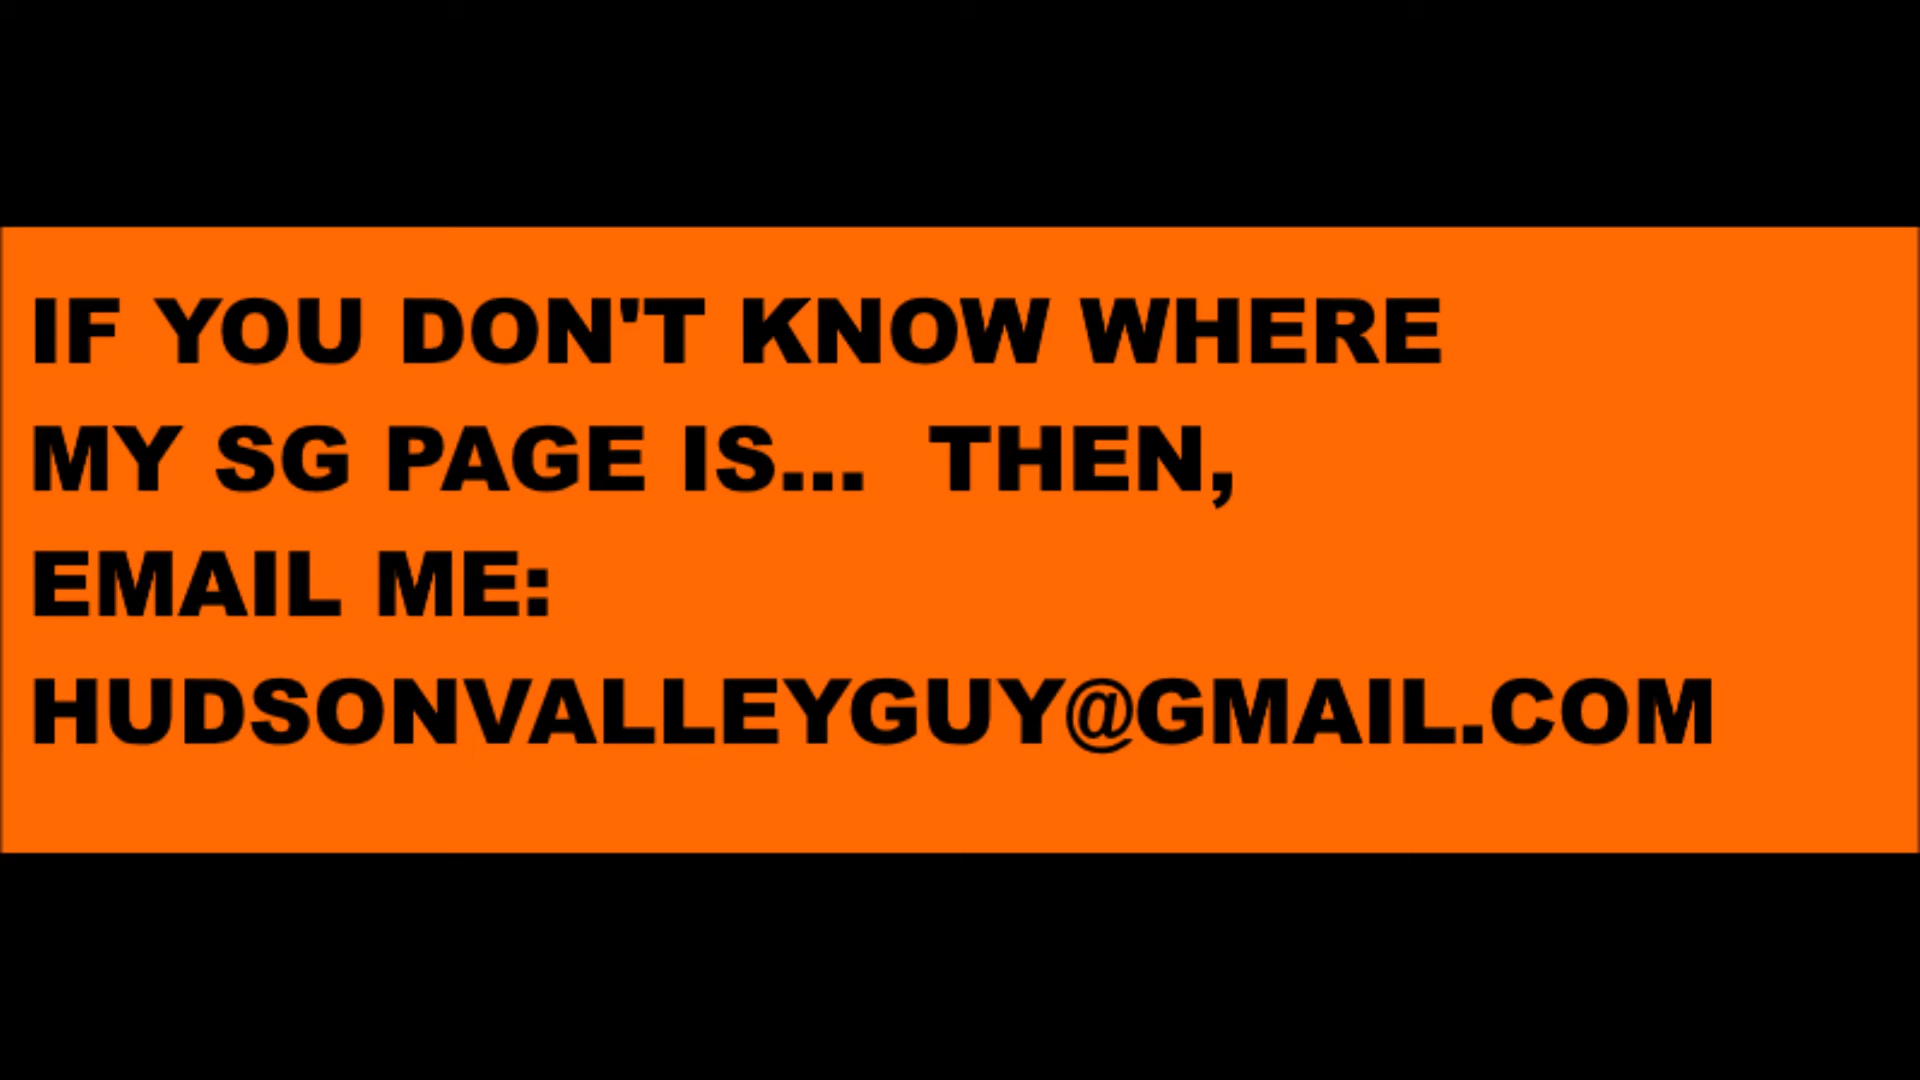 IF YOU DON'T KNOW WHERE
MY SG PAGE IS...  THEN,
EMAIL ME:
HUDSONVALLEYGUY@GMAIL.COM